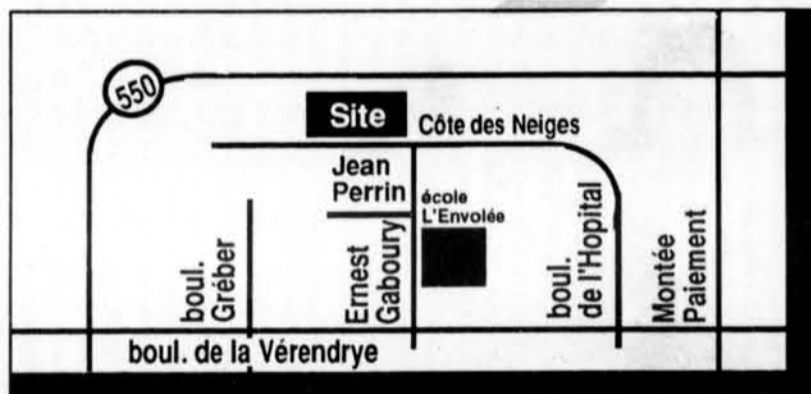 550
Site
Côte des Neiges
Jean
Perrin
école
L'Envolée
boul.
Gréber
Ernest
Gaboury
boul.
de l'Hopital
Montée
Paiement
boul. de la Vérendrye